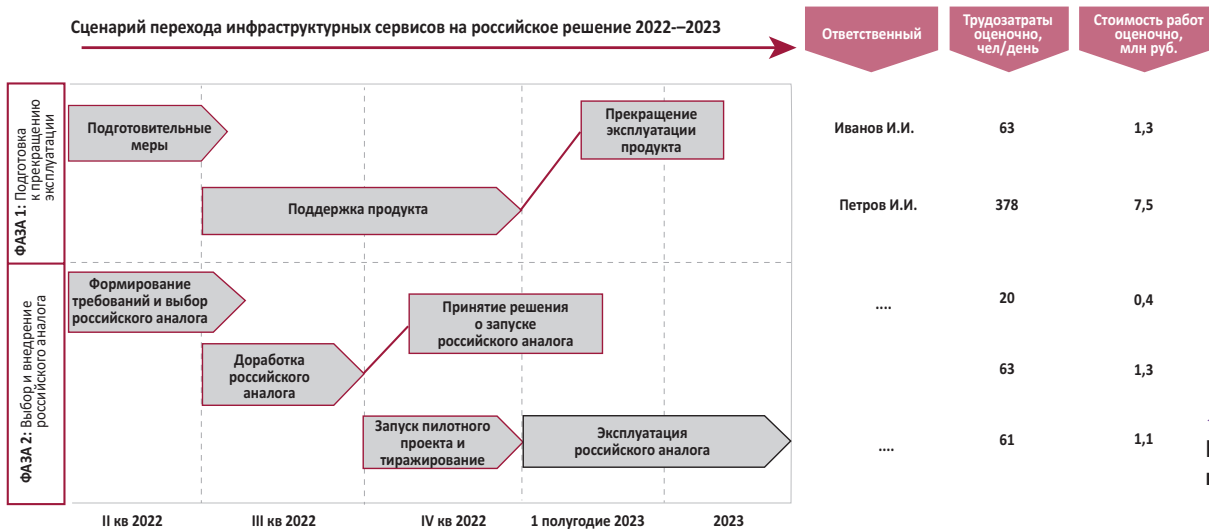 Сценарий перехода инфраструктурных сервисов на российское решение 2022-–2023
Ответственный
Трудозатраты
оценочно,
чел/день
Стоимость работ
оценочно,
млн руб.
ФАЗА 1: Подготовка
к прекращению
эксплуатации
Подготовительные
меры
Прекращение
эксплуатации
продукта
Иванов И.И.
63
1,3
Поддержка продукта
Петров И.И.
378
7,5
ФАЗА 2: Выбор и внедрение
российского аналога
Формирование
требований и выбор
российского аналога
Принятие решения
о запуске
российского аналога
....
20
0,4
Доработка
российского
аналога
63
1,3
Запуск пилотного
проекта и
тиражирование
Эксплуатация
российского аналога
....
61
1,1
II кв 2022
III кв 2022
IV кв 2022
1 полугодие 2023
2023